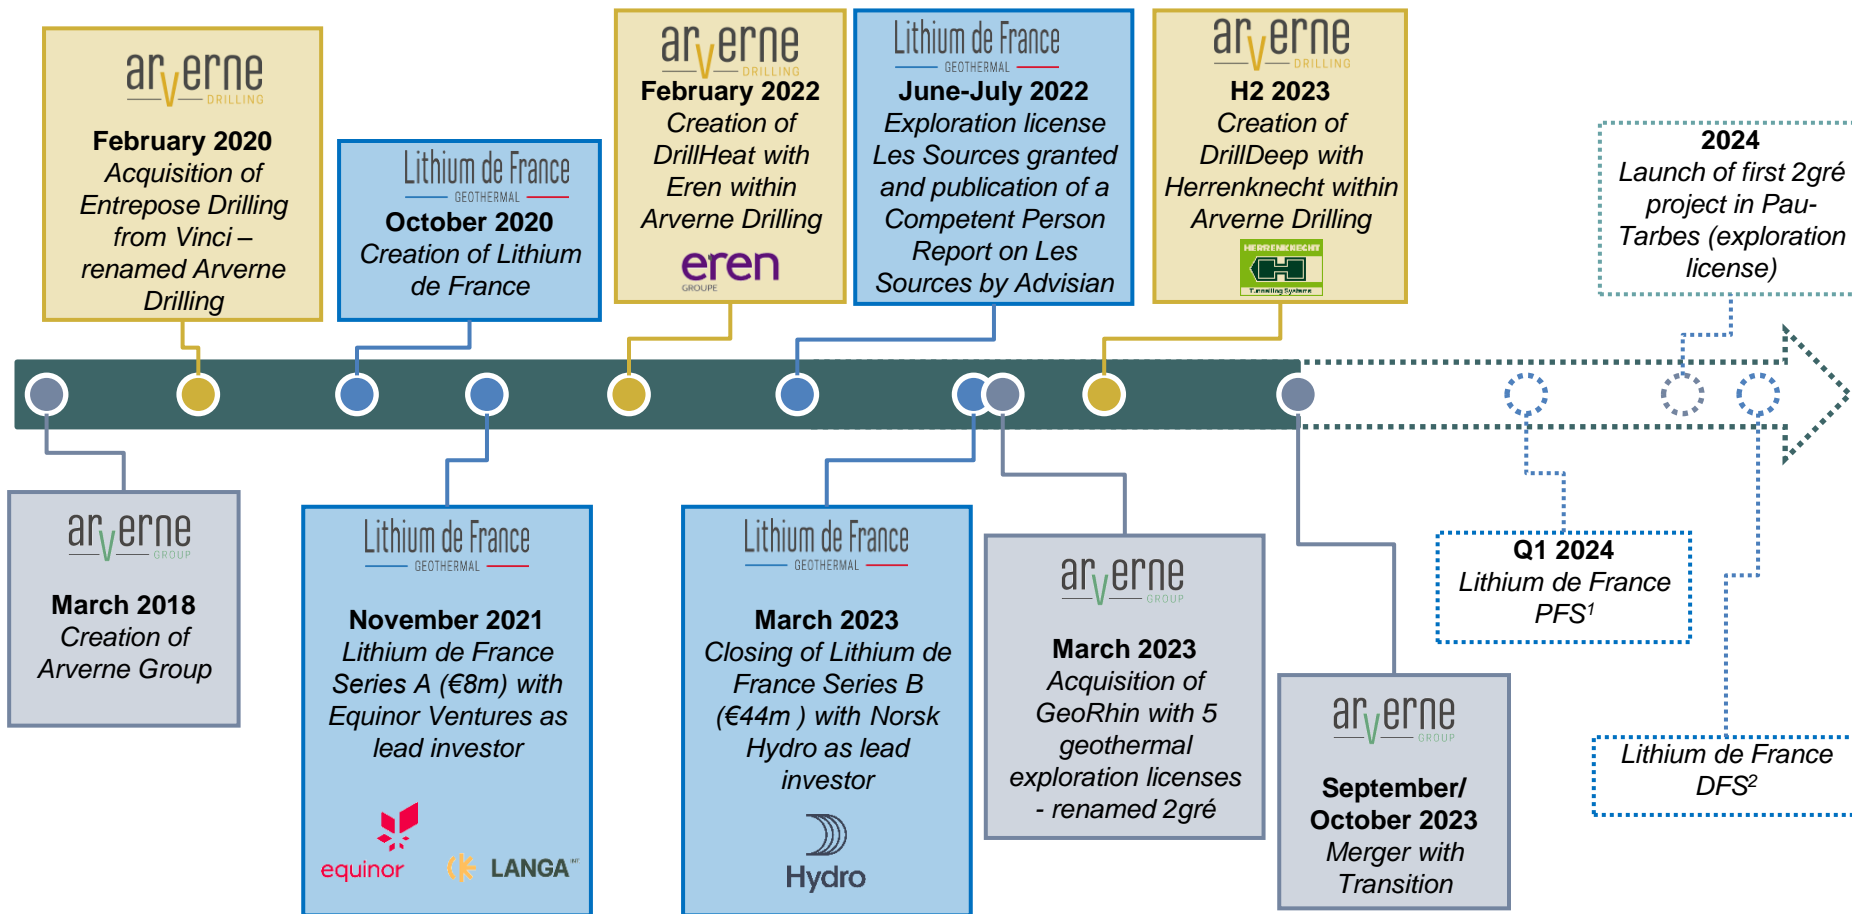 arverne
DRILLING
February 2020
Acquisition of
Entrepose Drilling
from Vinci –
renamed Arverne
Drilling
Lithium de France
GEOTHERMAL
October 2020
Creation of Lithium
de France
arverne
DRILLING
February 2022
Creation of
DrillHeat with
Eren within
Arverne Drilling
eren
GROUPE
Lithium de France
GEOTHERMAL
June-July 2022
Exploration license
Les Sources granted
and publication of a
Competent Person
Report on Les
Sources by Advisian
arverne
DRILLING
H2 2023
Creation of
DrillDeep with
Herrenknecht within
Arverne Drilling
HERRENKNECHT
Tunnelling Systems
2024
Launch of first 2gré
project in Pau-
Tarbes (exploration
license)
arverne
GROUP
March 2018
Creation of
Arverne Group
Lithium de France
GEOTHERMAL
November 2021
Lithium de France
Series A (€8m) with
Equinor Ventures as
lead investor
equinor
LANGA
Lithium de France
GEOTHERMAL
March 2023
Closing of Lithium de
France Series B
(€44m ) with Norsk
Hydro as lead
investor
Hydro
arverne
GROUP
March 2023
Acquisition of
GeoRhin with 5
geothermal
exploration licenses
- renamed 2gré
arverne
GROUP
September/
October 2023
Merger with
Transition
Q1 2024
Lithium de France
PFS¹
Lithium de France
DFS²